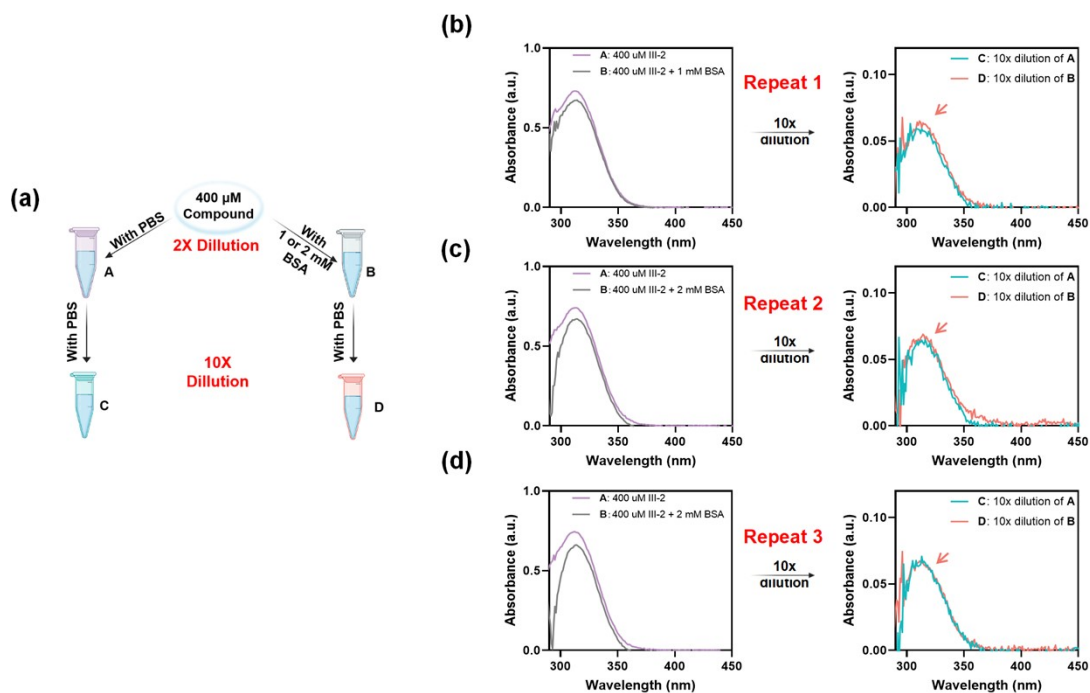 (a)
400 μM
Compound
2X Dillution
With PBS
With
1 or 2 mM
BSA
A
B
With PBS
With PBS
10X
Dillution
C
D
(b)
Absorbance (a.u.)
1.0
0.5
0.0
A: 400 uM III-2
B: 400 uM III-2 + 1 mM BSA
300 350 400 450
Wavelength (nm)
Repeat 1
10x
dilution
Absorbance (a.u.)
0.10
0.05
0.00
C: 10x dilution of A
D: 10x dilution of B
300 350 400 450
Wavelength (nm)
(c)
Absorbance (a.u.)
1.0
0.5
0.0
A: 400 uM III-2
B: 400 uM III-2 + 2 mM BSA
300 350 400 450
Wavelength (nm)
Repeat 2
10x
dilution
Absorbance (a.u.)
0.10
0.05
0.00
C: 10x dilution of A
D: 10x dilution of B
300 350 400 450
Wavelength (nm)
(d)
Absorbance (a.u.)
1.0
0.5
0.0
A: 400 uM III-2
B: 400 uM III-2 + 2 mM BSA
300 350 400 450
Wavelength (nm)
Repeat 3
10x
dilution
Absorbance (a.u.)
0.10
0.05
0.00
C: 10x dilution of A
D: 10x dilution of B
300 350 400 450
Wavelength (nm)